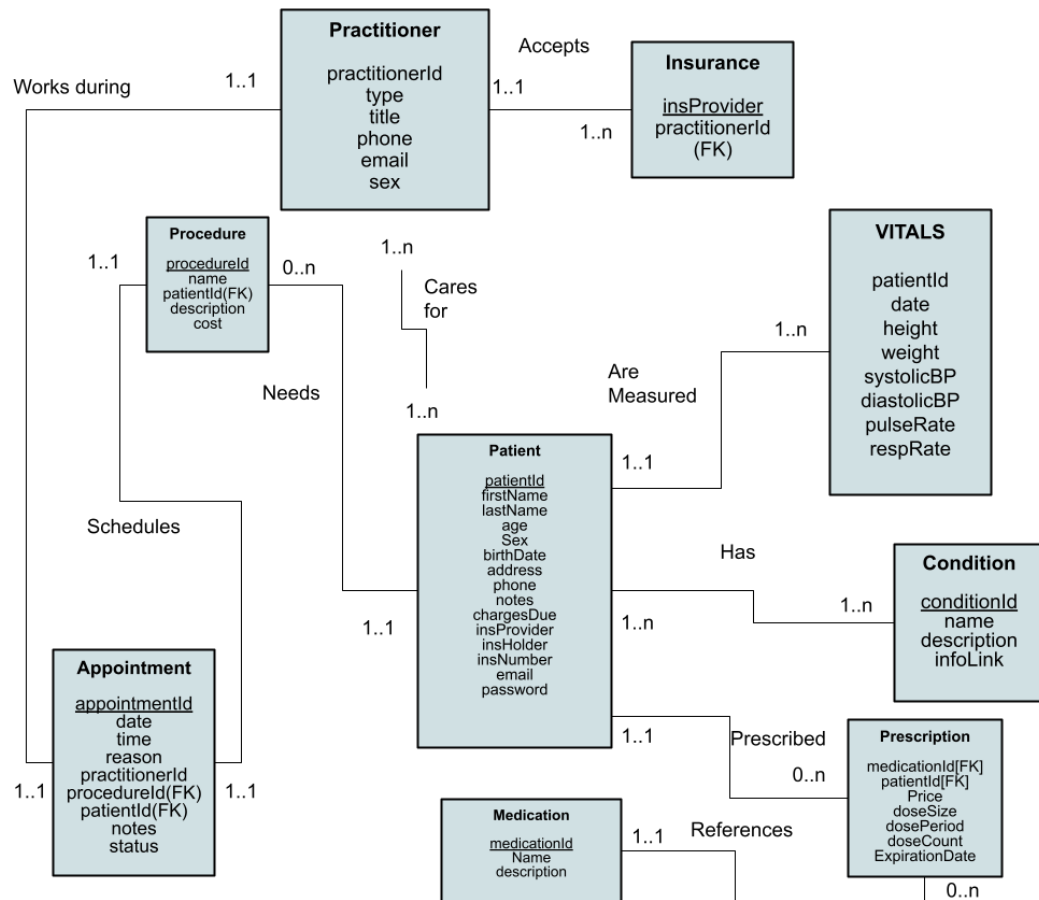 Practitioner
practitionerId
type
title
phone
email
sex
Accepts
1..1
1..n
Insurance
insProvider
practitionerId
(FK)
Works during
1..1
Procedure
procedureId
name
patientId(FK)
description
cost
1..1
0..n
1..n
Cares
for
1..n
VITALS
patientId
date
height
weight
systolicBP
diastolicBP
pulseRate
respRate
1..n
Are
Measured
1..1
Needs
1..1
Patient
patientId
firstName
lastName
age
Sex
birthDate
address
phone
notes
chargesDue
insProvider
insHolder
insNumber
email
password
Schedules
Has
1..n
1..n
Condition
conditionId
name
description
infoLink
Appointment
appointmentId
date
time
reason
practitionerId
procedureId(FK)
patientId(FK)
notes
status
1..1
1..1
1..1
Prescribed
0..n
Prescription
medicationId[FK]
patientId[FK]
Price
doseSize
dosePeriod
doseCount
ExpirationDate
0..n
Medication
medicationId
Name
description
1..1
References